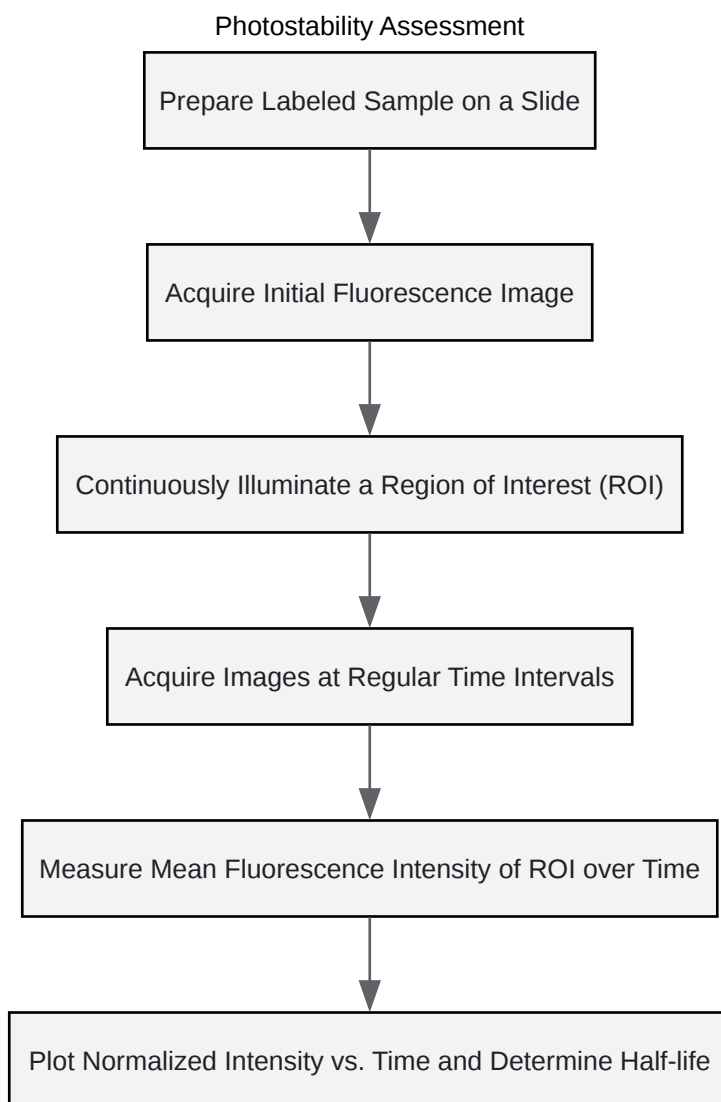 Photostability Assessment
Prepare Labeled Sample on a Slide
Acquire Initial Fluorescence Image
Continuously Illuminate a Region of Interest (ROI)
Acquire Images at Regular Time Intervals
Measure Mean Fluorescence Intensity of ROI over Time
Plot Normalized Intensity vs. Time and Determine Half-life